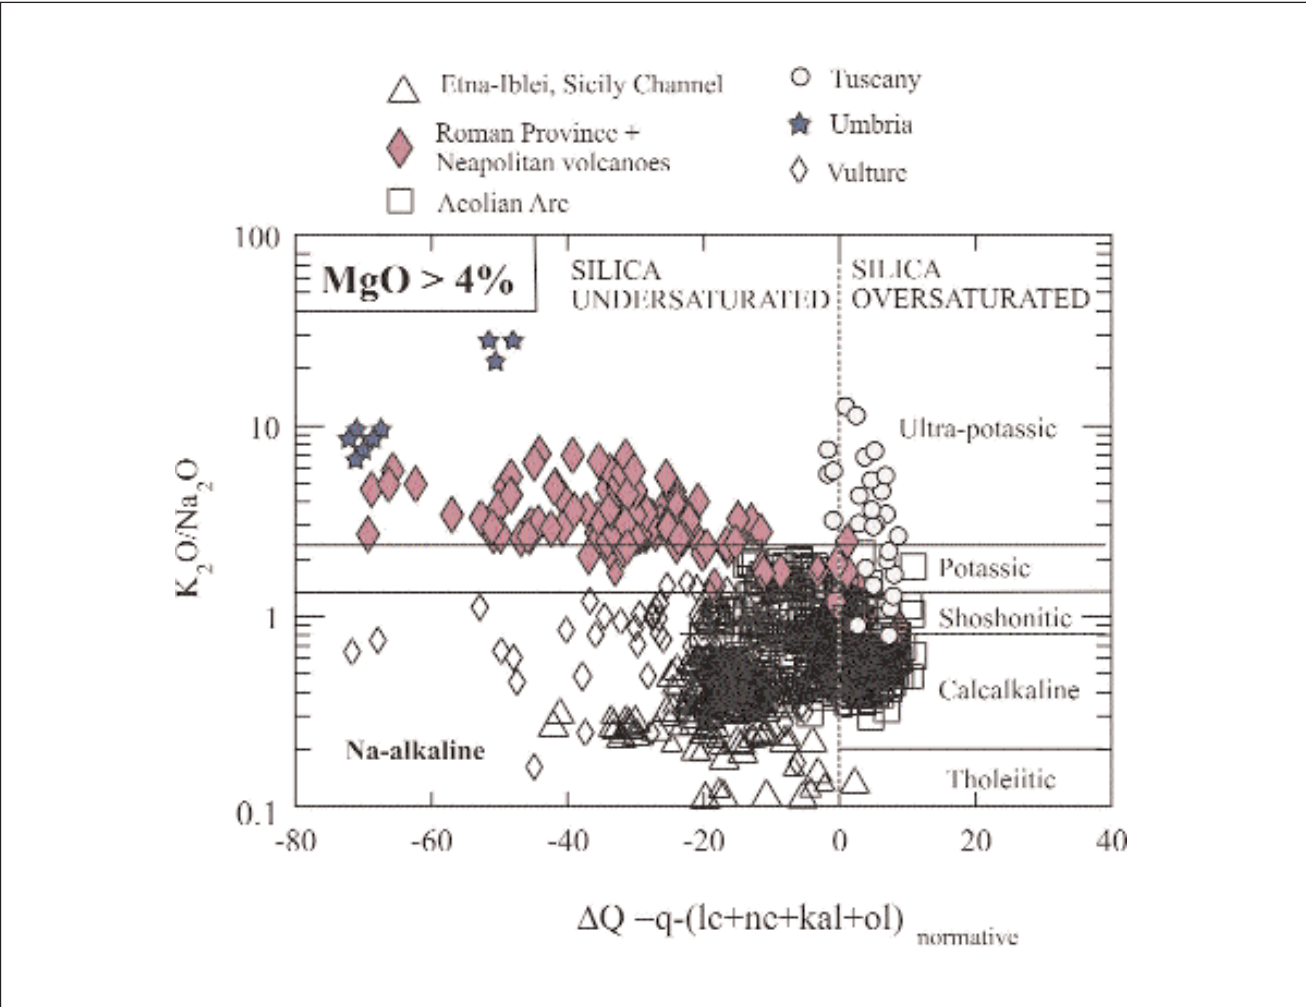 Etna-Iblei, Sicily Channel
Roman Province +
Neapolitan volcanoes
Aeolian Arc
Tuscany
Umbria
Vulture
MgO > 4%
SILICA
UNDERSATURATED
SILICA
OVERSATURATED
Ultra-potassic
Potassic
Shoshonitic
Calcalkaline
Tholeiitic
Na-alkaline
K₂O/Na₂O
100
10
1
0.1
-80 -60 -40 -20 0 20 40
ΔQ =q-(lc+ne+kal+ol) normative